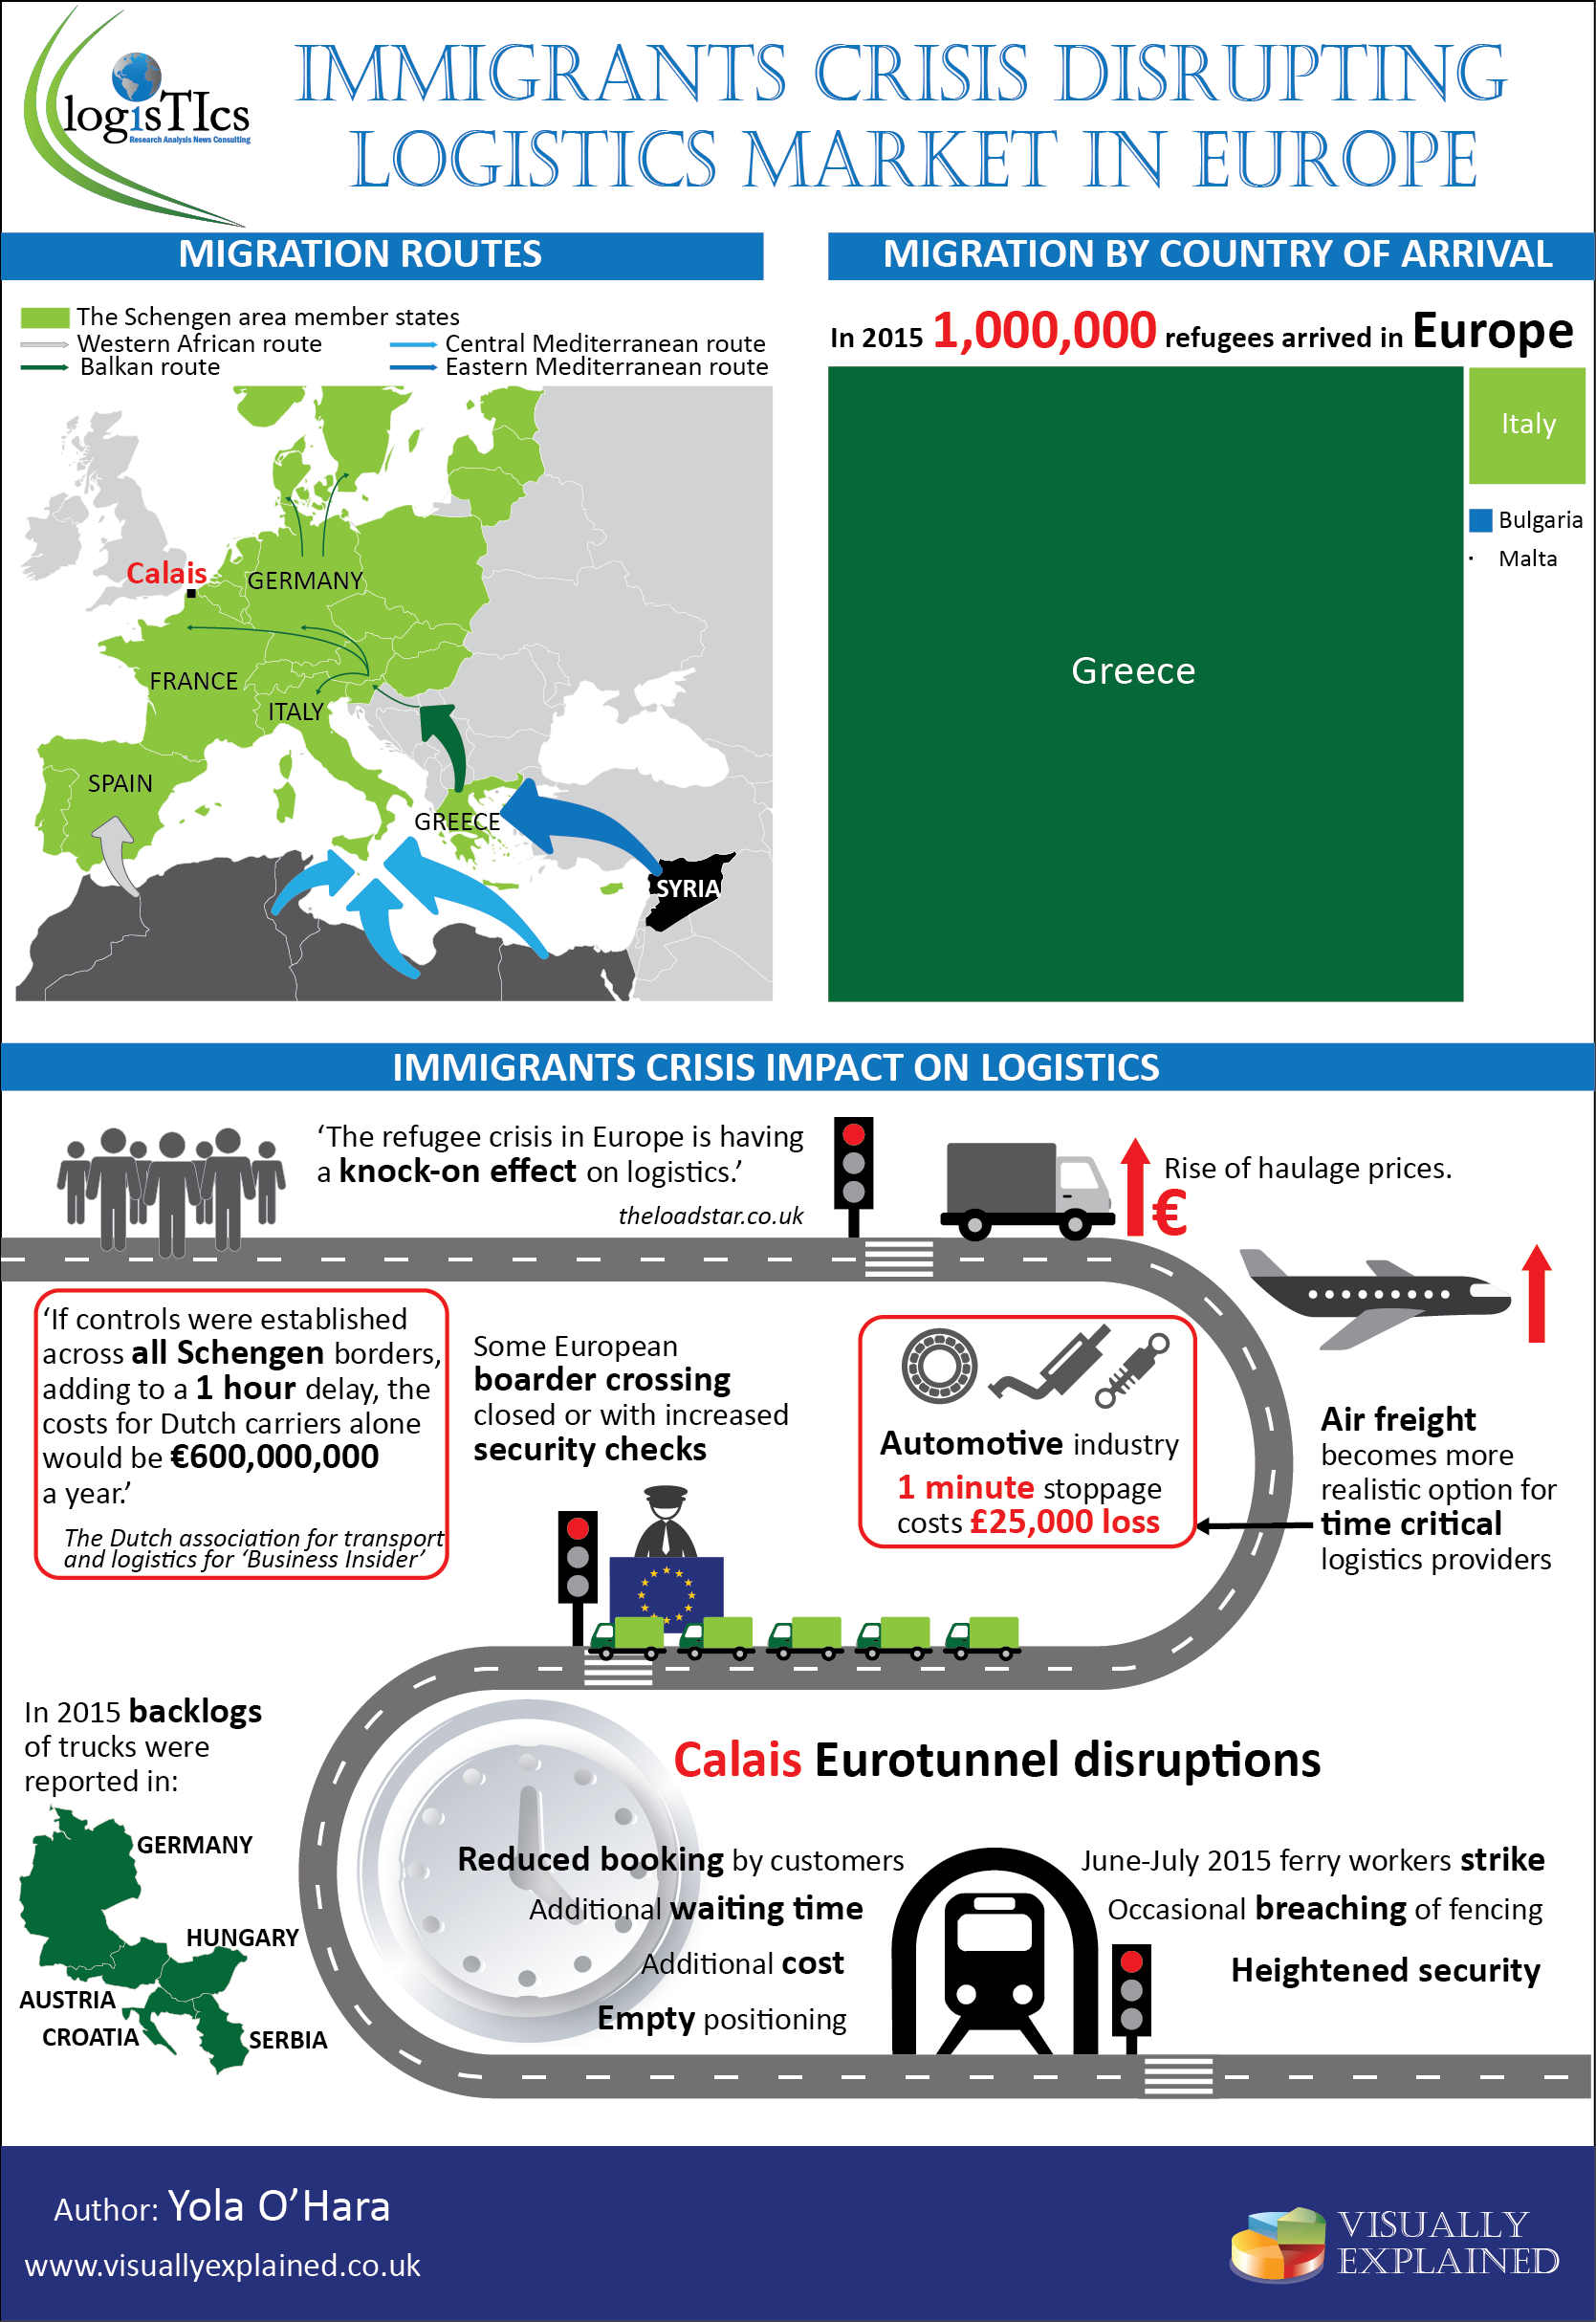 logisTIcs
Research Analysis News Consulting
IMMIGRANTS CRISIS DISRUPTING
LOGISTICS MARKET IN EUROPE
MIGRATION ROUTES
The Schengen area member states
Western African route
Central Mediterranean route
Balkan route
Eastern Mediterranean route
Calais
GERMANY
FRANCE
ITALY
SPAIN
GREECE
SYRIA
MIGRATION BY COUNTRY OF ARRIVAL
In 2015 1,000,000 refugees arrived in Europe
Italy
Bulgaria
Malta
Greece
IMMIGRANTS CRISIS IMPACT ON LOGISTICS
‘The refugee crisis in Europe is having
a knock-on effect on logistics.’
theloadstar.co.uk
Rise of haulage prices.
€
‘If controls were established
across all Schengen borders,
adding to a 1 hour delay, the
costs for Dutch carriers alone
would be €600,000,000
a year.’
The Dutch association for transport
and logistics for ‘Business Insider’
Some European
boarder crossing
closed or with increased
security checks
Automotive industry
1 minute stoppage
costs £25,000 loss
Air freight
becomes more
realistic option for
time critical
logistics providers
In 2015 backlogs
of trucks were
reported in:
GERMANY
HUNGARY
AUSTRIA
CROATIA
SERBIA
Calais Eurotunnel disruptions
Reduced booking by customers
Additional waiting time
Additional cost
Empty positioning
June-July 2015 ferry workers strike
Occasional breaching of fencing
Heightened security
Author: Yola O’Hara
www.visuallyexplained.co.uk
VISUALLY
EXPLAINED